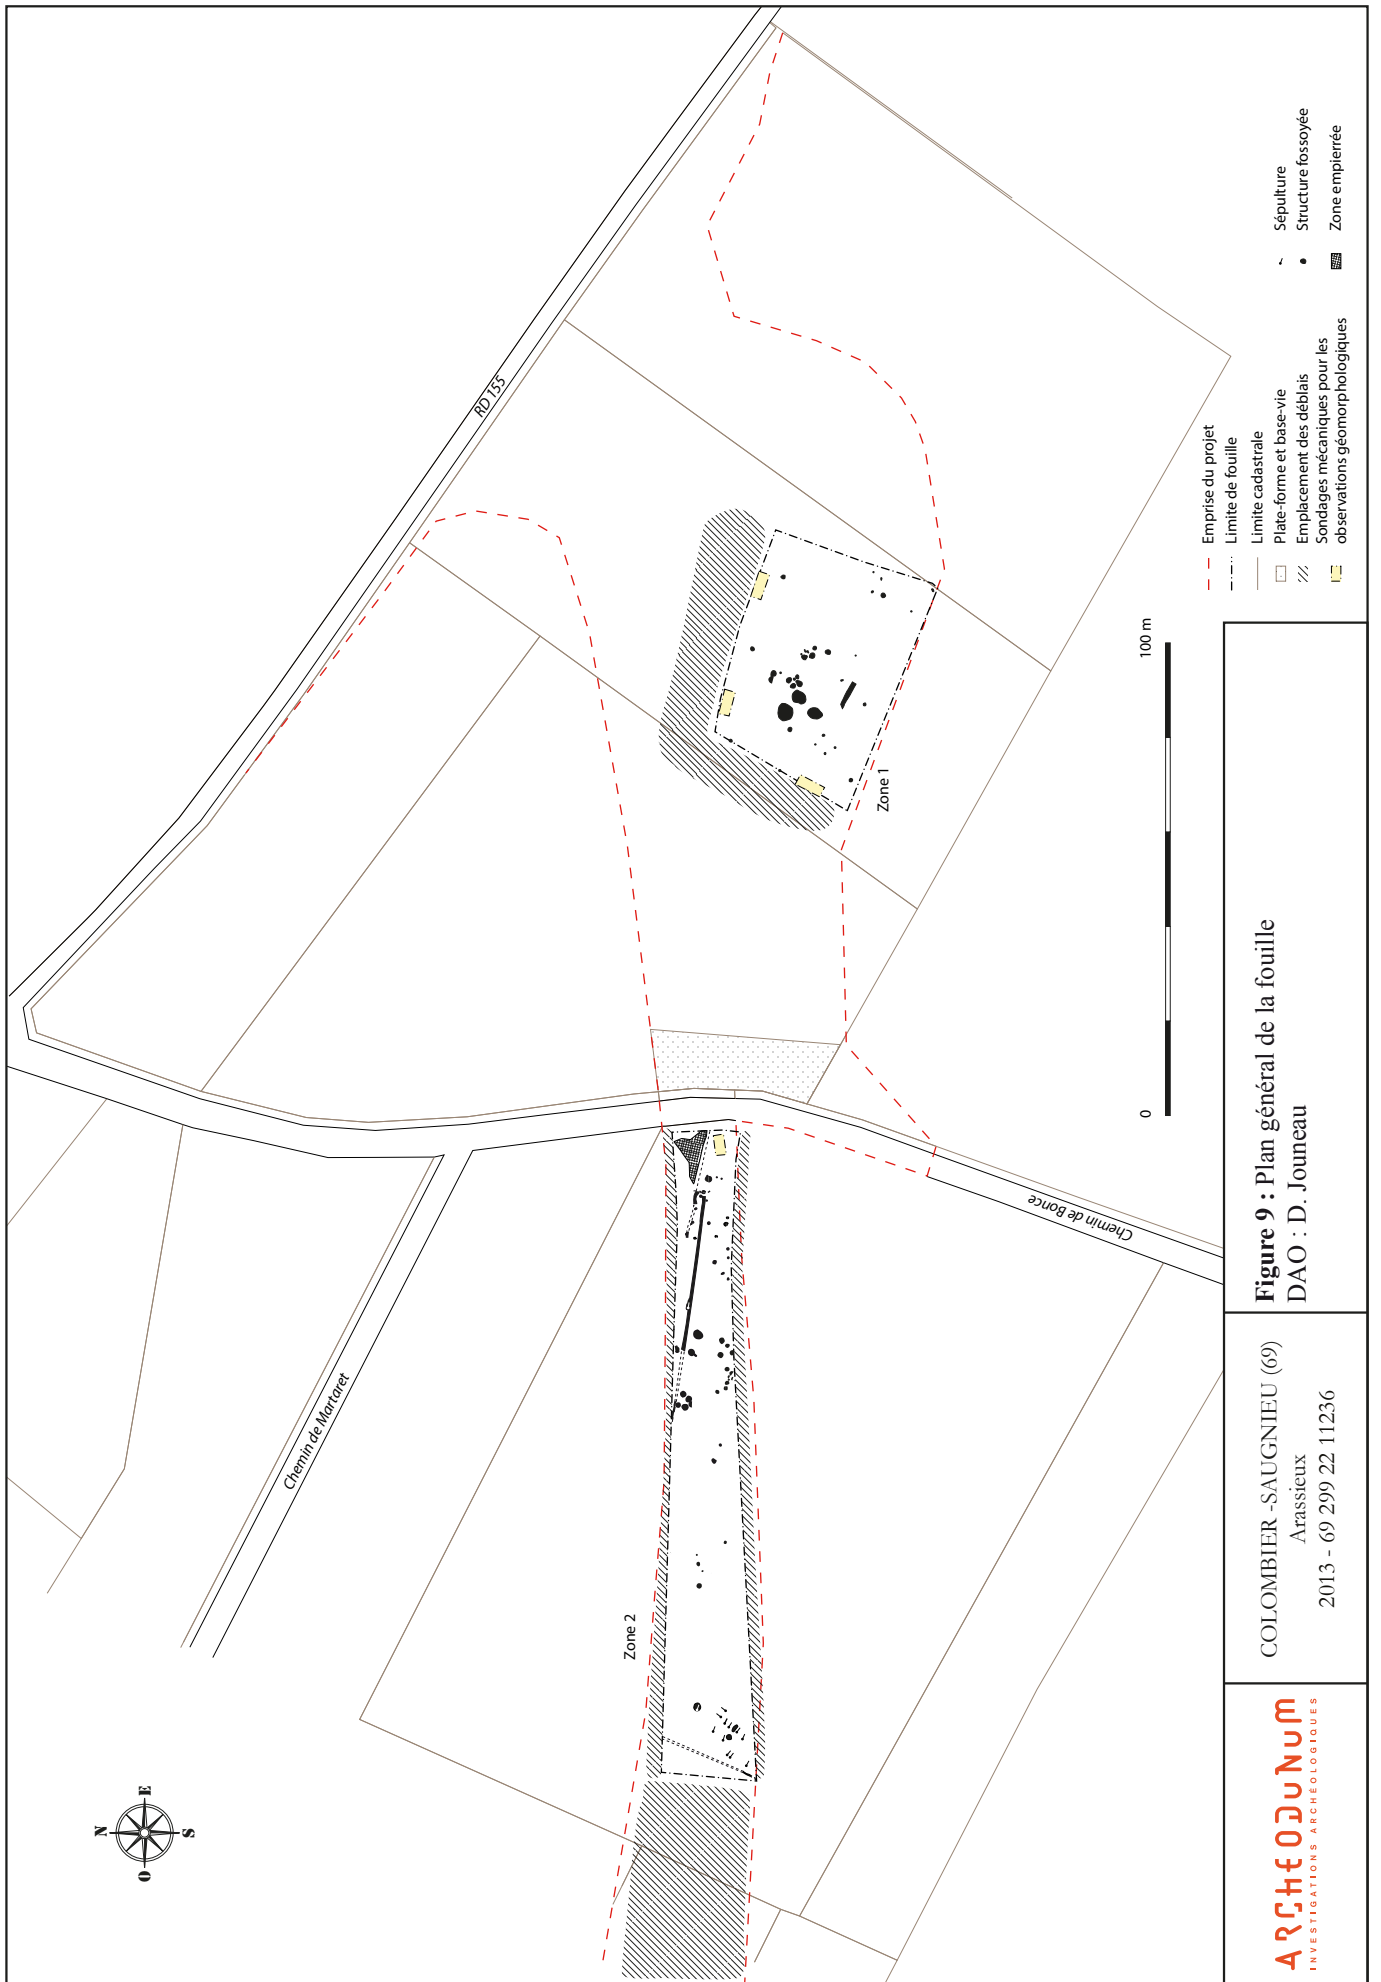 RD 155
Chemin de Martaret
Chemin de Bonce
Zone 1
Zone 2
N
E
S
O
0
100 m
Emprise du projet
Limite de fouille
Limite cadastrale
Plate-forme et base-vie
Emplacement des déblais
Sondages mécaniques pour les
observations géomorphologiques
Sépulture
Structure fossoyée
Zone empierrée
ARCHEODUNUM
INVESTIGATIONS ARCHÉOLOGIQUES
COLOMBIER -SAUGNIEU (69)
Arassieux
2013 - 69 299 22 11236
Figure 9 : Plan général de la fouille
DAO : D. Jouneau